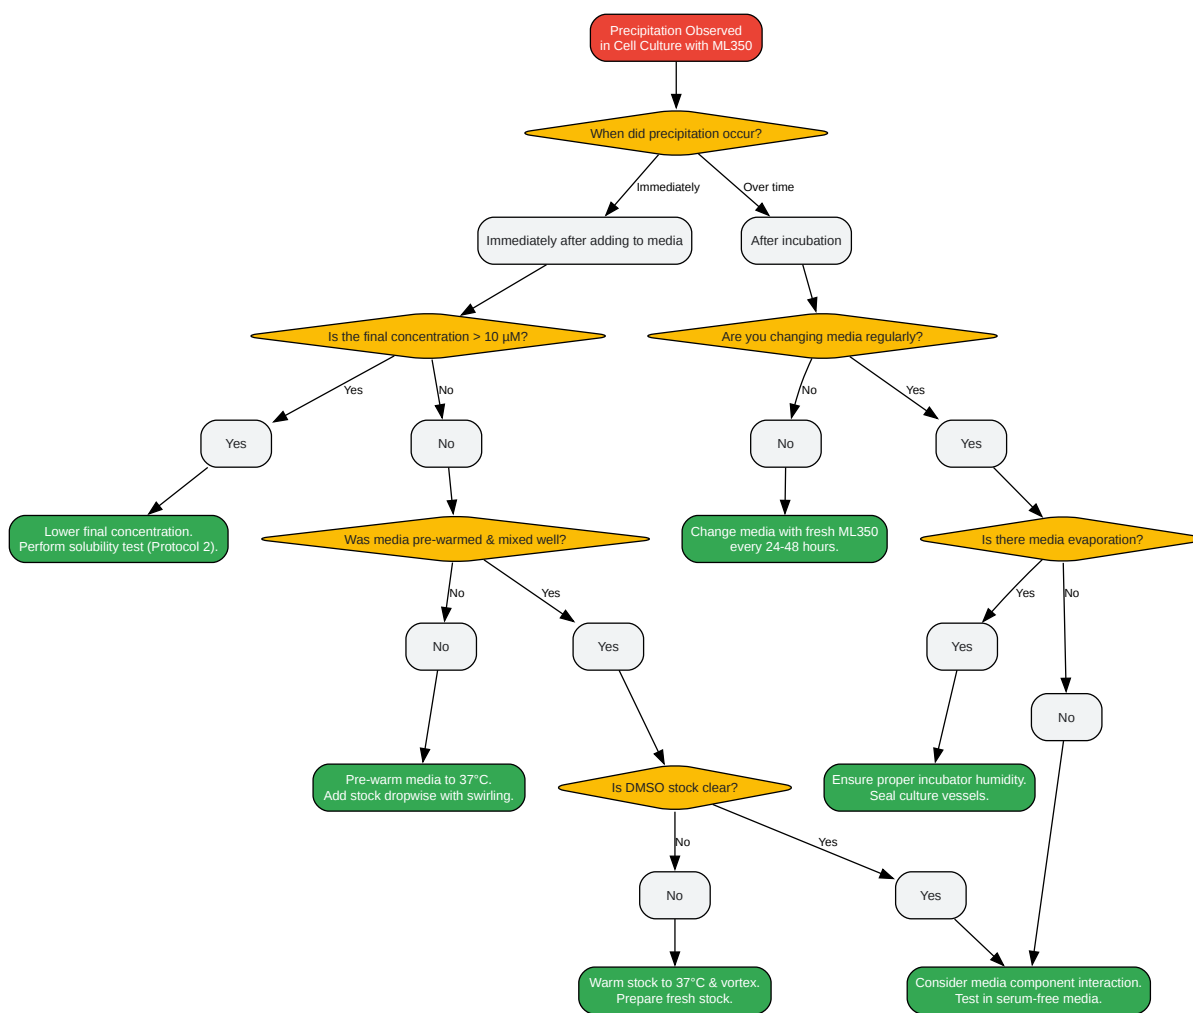 Precipitation Observed
in Cell Culture with ML350
When did precipitation occur?
Immediately
Over time
Immediately after adding to media
After incubation
Is the final concentration > 10 µM?
Are you changing media regularly?
Yes
No
No
Yes
Yes
No
No
Yes
Lower final concentration.
Perform solubility test (Protocol 2).
Was media pre-warmed & mixed well?
Change media with fresh ML350
every 24-48 hours.
Is there media evaporation?
No
Yes
Yes
No
No
Yes
Yes
No
Pre-warm media to 37°C.
Add stock dropwise with swirling.
Is DMSO stock clear?
Ensure proper incubator humidity.
Seal culture vessels.
No
Yes
No
Yes
Warm stock to 37°C & vortex.
Prepare fresh stock.
Consider media component interaction.
Test in serum-free media.